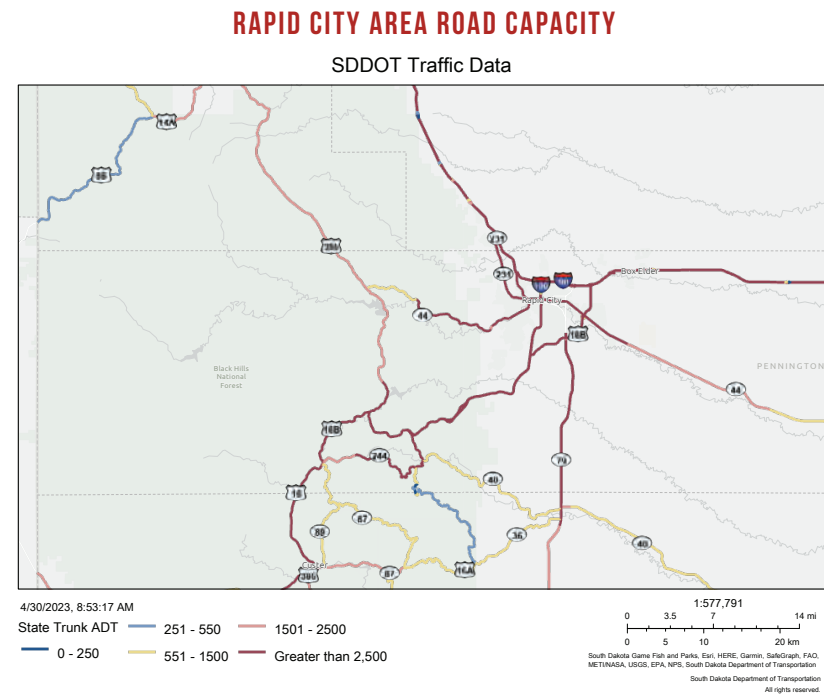 RAPID CITY AREA ROAD CAPACITY
SDDOT Traffic Data
14A
85
231
231
190
90
Box Elder
Rapid City
44
16B
PENNINGTON
Black Hills
National
Forest
44
16B
244
79
40
16
87
89
36
40
Custer
385
87
16A
4/30/2023, 8:53:17 AM
State Trunk ADT
0 - 250
251 - 550
551 - 1500
1501 - 2500
Greater than 2,500
1:577,791
0 3.5 7 14 mi
0 5 10 20 km
South Dakota Game Fish and Parks, Esri, HERE, Garmin, SafeGraph, FAO,
METI/NASA, USGS, EPA, NPS, South Dakota Department of Transportation
South Dakota Department of Transportation
All rights reserved.